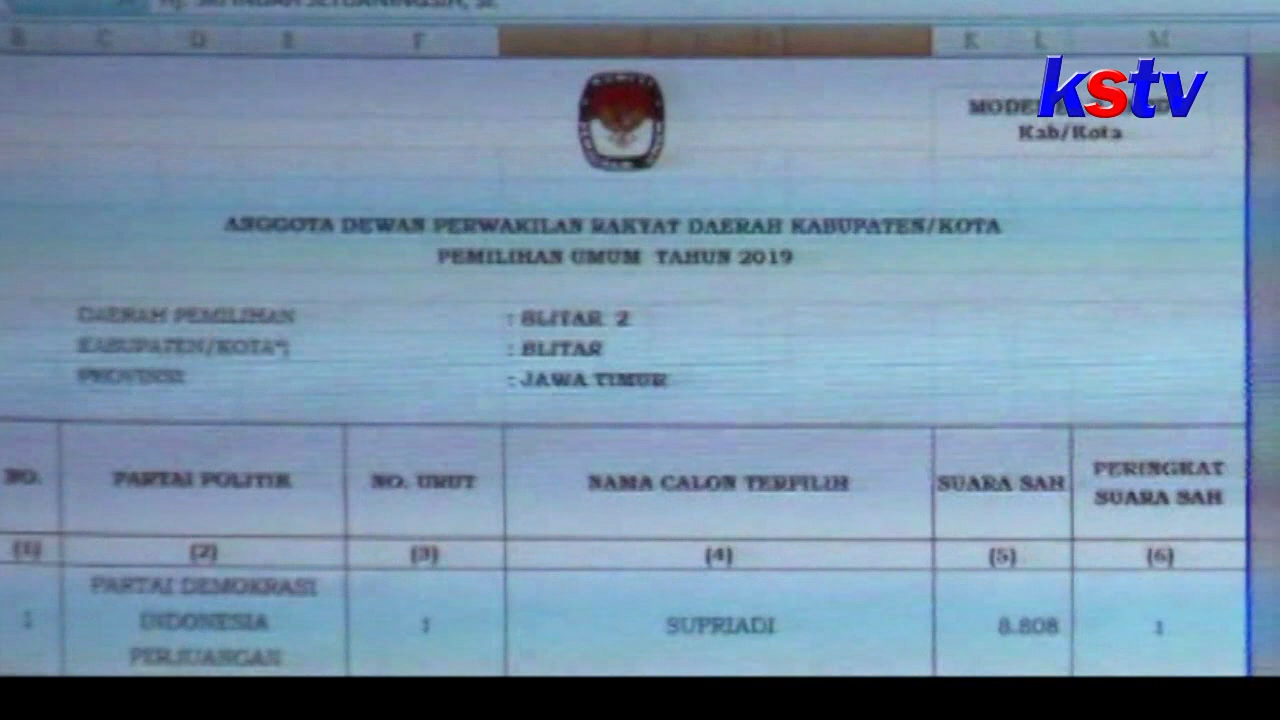 B C D E F K L M
kstv
Kab/Kota
ANGGOTA DEWAN PERWAKILAN RAKYAT DAERAH KABUPATEN/KOTA
PEMILIHAN UMUM TAHUN 2019
DAERAH PEMILIHAN : BLITAR 2
KABUPATEN/KOTA*) : BLITAR
PROVINSI : JAWA TIMUR
NO. PARTAI POLITIK NO. URUT NAMA CALON TERPILIH SUARA SAH PERINGKAT SUARA SAH
(1) (2) (3) (4) (5) (6)
1 PARTAI DEMOKRASI INDONESIA PERJUANGAN 1 SUPRIADI 8.808 1